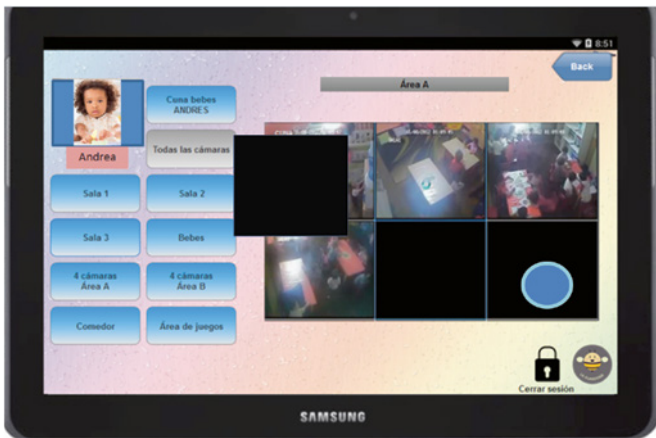 8:51
Back
Área A
Cuna bebes
ANDRES
Andrea
Todas las cámaras
Sala 1
Sala 2
Sala 3
Bebes
4 cámaras
Área A
4 cámaras
Área B
Comedor
Área de juegos
Cerrar sesión
SAMSUNG